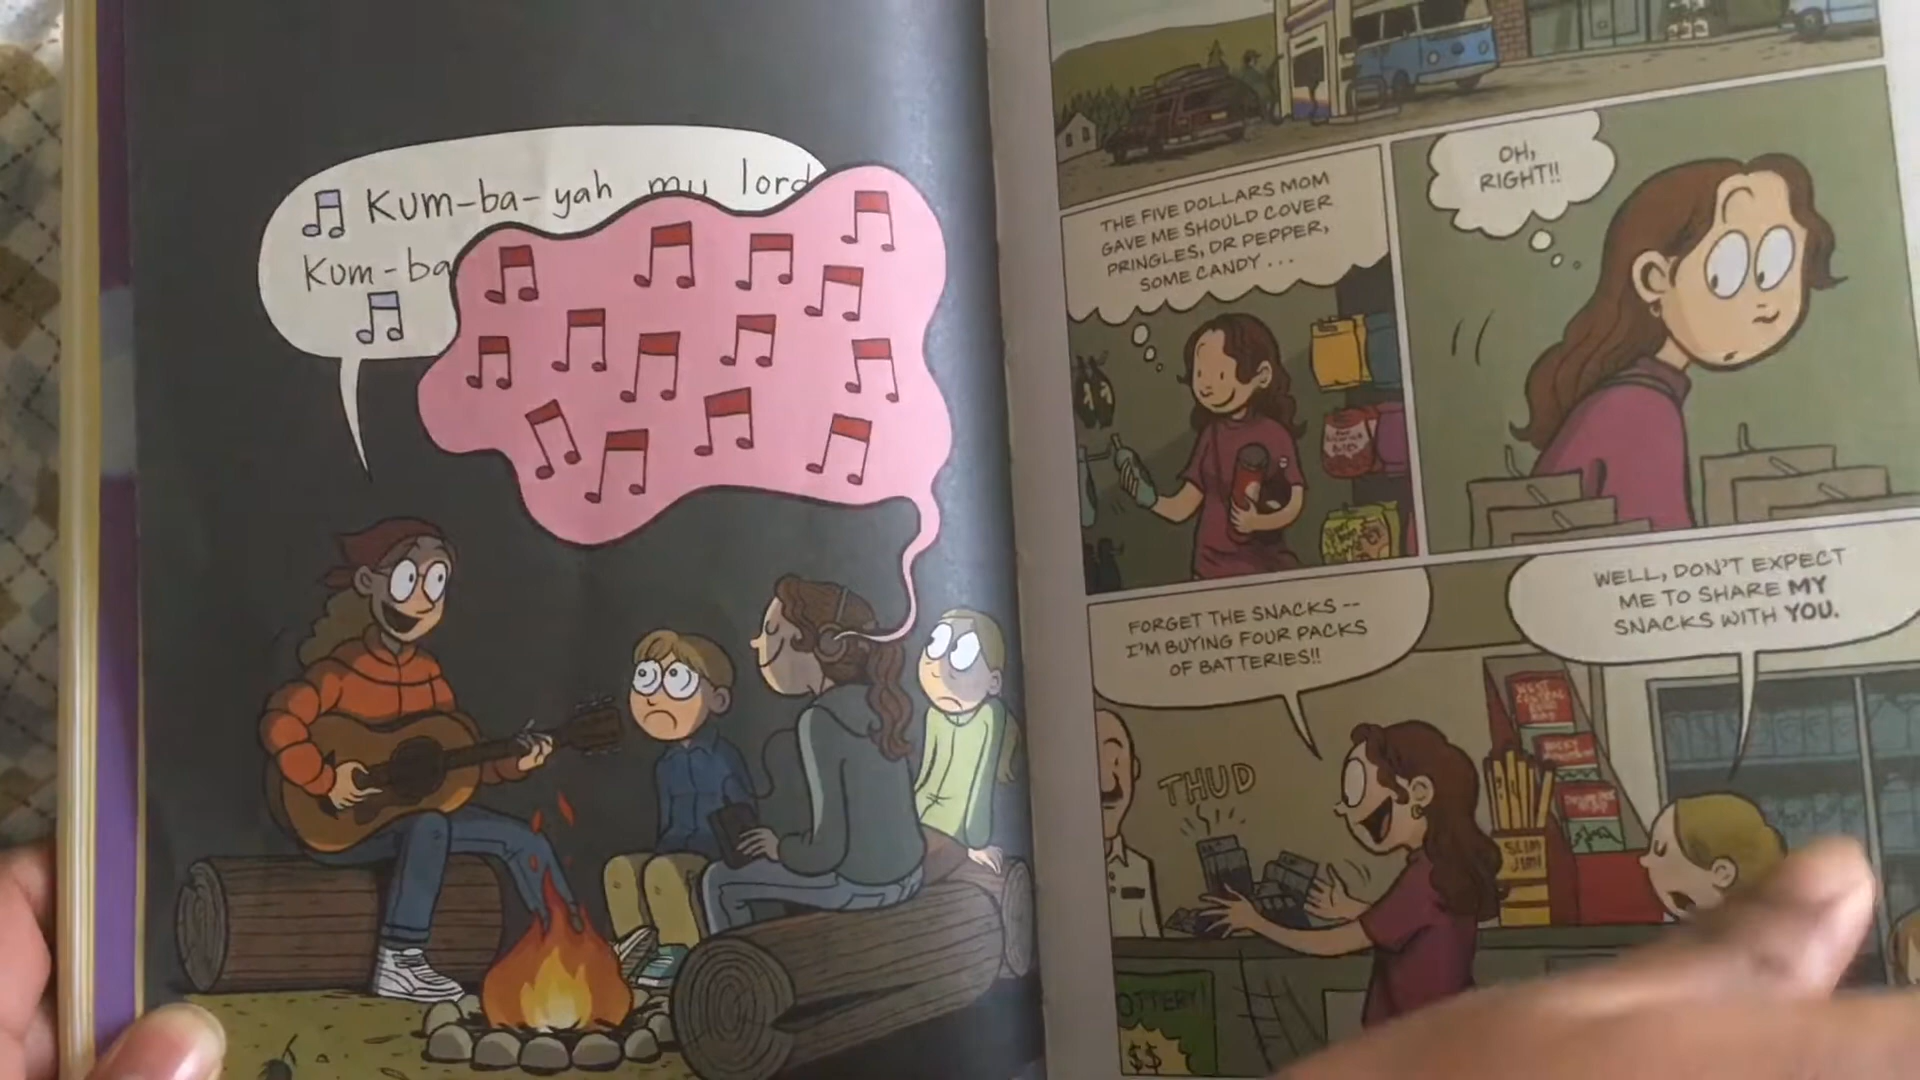 Kum-ba-yah my lord
Kum-ba
THE FIVE DOLLARS MOM
GAVE ME SHOULD COVER
PRINGLES, DR PEPPER,
SOME CANDY...
OH,
RIGHT!!
FORGET THE SNACKS --
I'M BUYING FOUR PACKS
OF BATTERIES!!
WELL, DON'T EXPECT
ME TO SHARE MY
SNACKS WITH YOU.
THUD
SLIM
JIM
OTTERY
$$